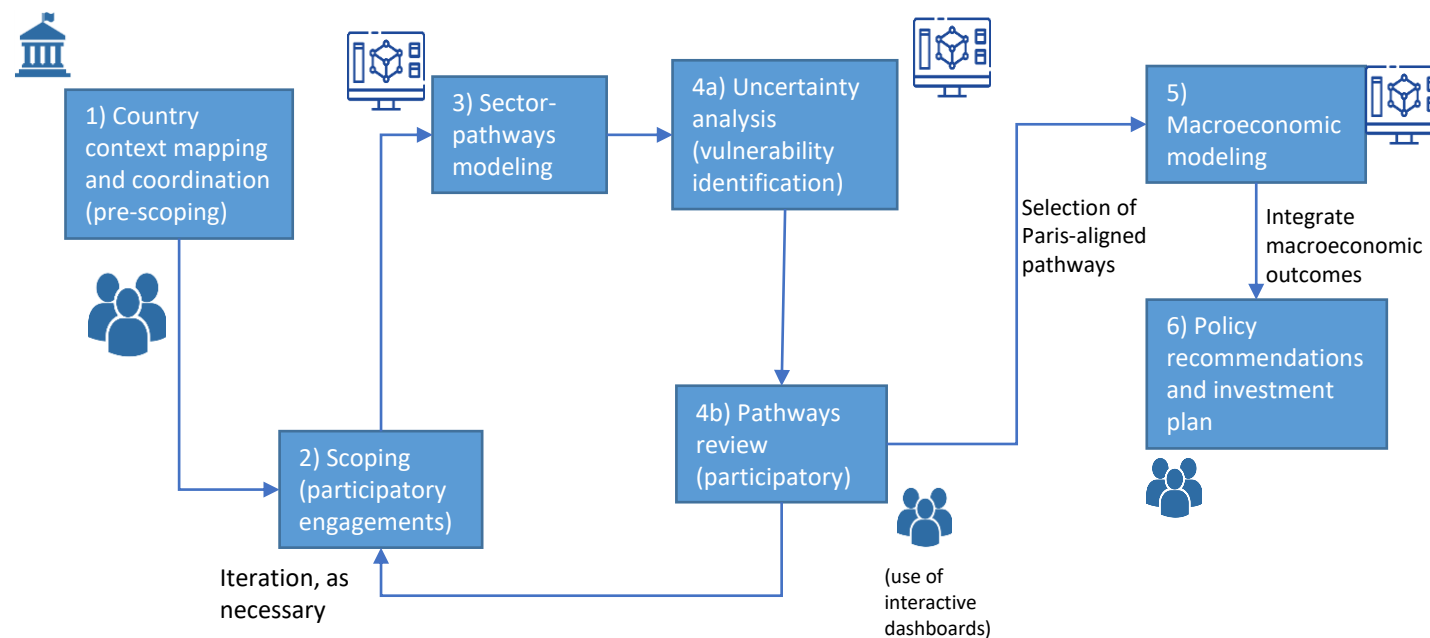 1) Country
context mapping
and coordination
(pre-scoping)
2) Scoping
(participatory
engagements)
Iteration, as
necessary
3) Sector-
pathways
modeling
4a) Uncertainty
analysis
(vulnerability
identification)
4b) Pathways
review
(participatory)
(use of
interactive
dashboards)
Selection of
Paris-aligned
pathways
5)
Macroeconomic
modeling
Integrate
macroeconomic
outcomes
6) Policy
recommendations
and investment
plan